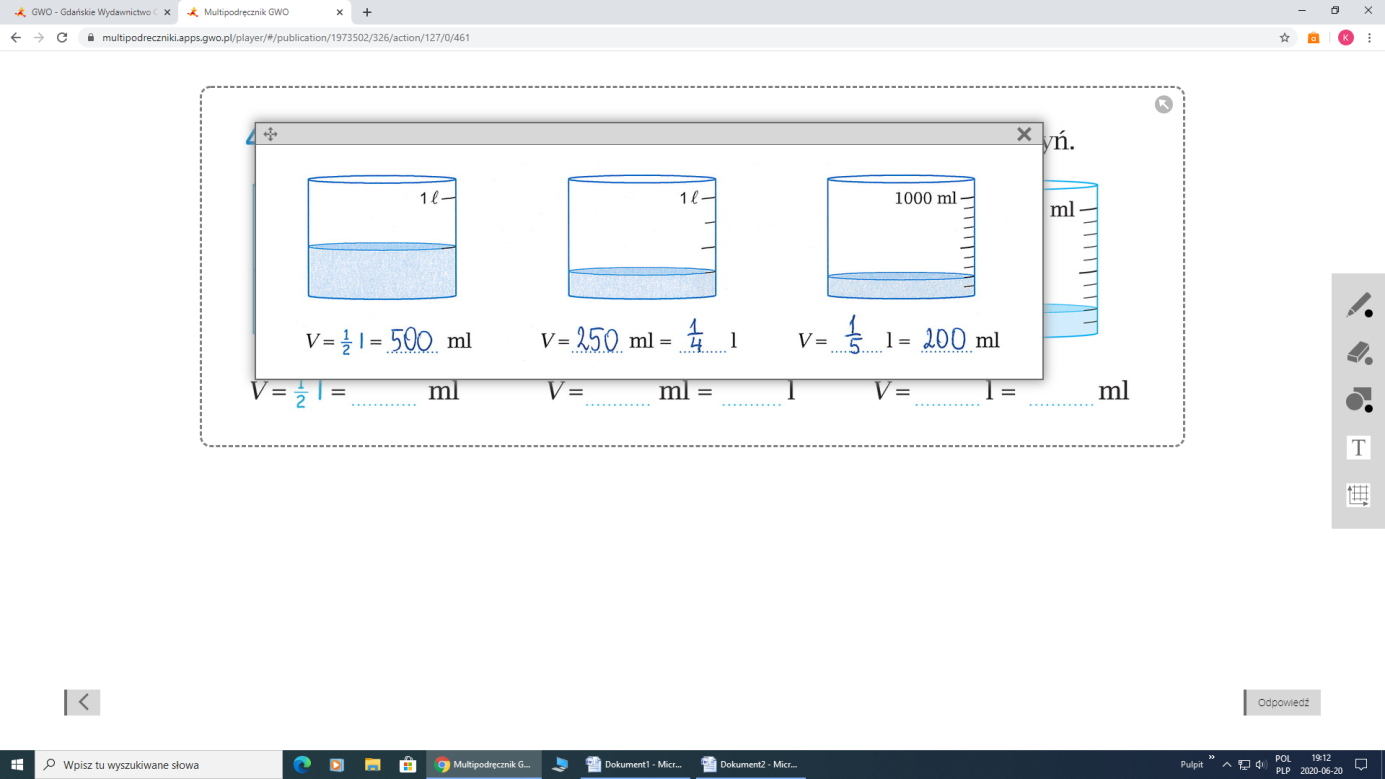 GWO - Gdańskie Wydawnictwo O
Multipodręcznik GWO
multipodreczniki.apps.gwo.pl/player/#/publication/1973502/326/action/127/0/461
K
yń.
1 ℓ
1 ℓ
1000 ml
ml
V = 1/2 l = 500 ml
V = 250 ml = 1/4 l
V = 1/5 l = 200 ml
V = 1/2 l = .......... ml
V = .......... ml = .......... l
V = .......... l = .......... ml
T
Odpowiedź
Wpisz tu wyszukiwane słowa
Multipodręcznik G...
Dokument1 - Micr...
Dokument2 - Micr...
Pulpit
POL
PLP
19:12
2020-06-20